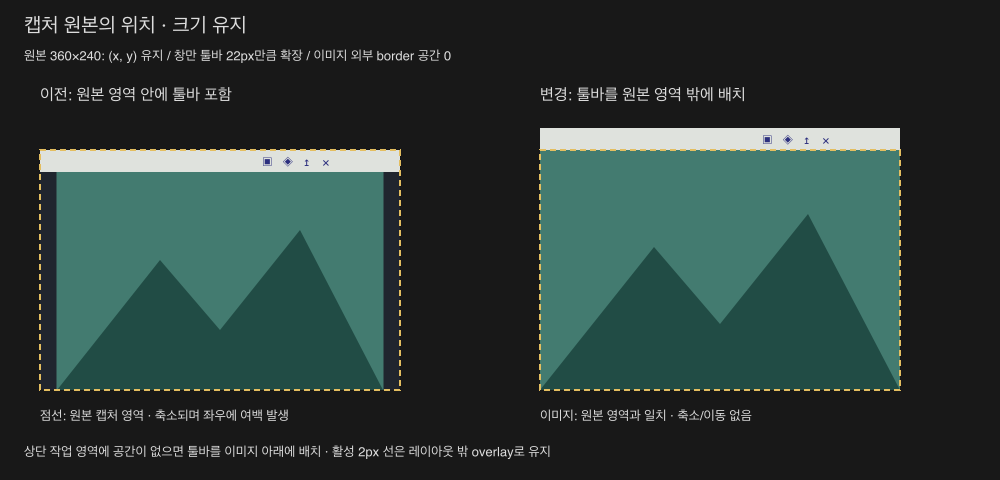 캡처 원본의 위치 · 크기 유지
원본 360×240: (x, y) 유지 / 창만 툴바 22px만큼 확장 / 이미지 외부 border 공간 0
이전: 원본 영역 안에 툴바 포함
변경: 툴바를 원본 영역 밖에 배치
▣ ◈ ↥ ×
▣ ◈ ↥ ×
점선: 원본 캡처 영역 · 축소되며 좌우에 여백 발생
이미지: 원본 영역과 일치 · 축소/이동 없음
상단 작업 영역에 공간이 없으면 툴바를 이미지 아래에 배치 · 활성 2px 선은 레이아웃 밖 overlay로 유지